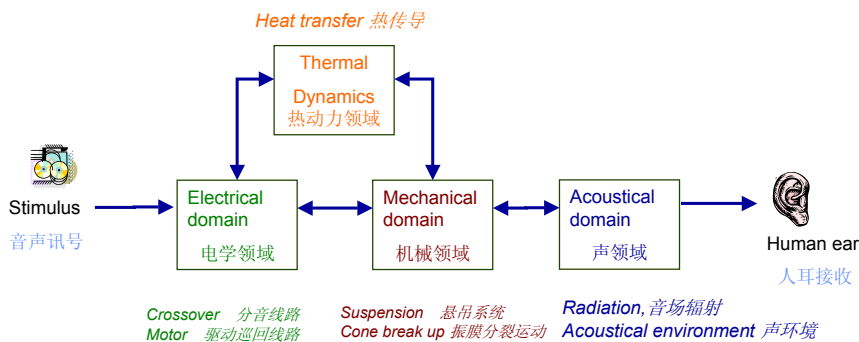 Heat transfer 热传导
Thermal
Dynamics
热动力领域
Stimulus
音声讯号
Electrical
domain
电学领域
Mechanical
domain
机械领域
Acoustical
domain
声领域
Human ear
人耳接收
Crossover 分音线路
Motor 驱动巡回线路
Suspension 悬吊系统
Cone break up 振膜分裂运动
Radiation,音场辐射
Acoustical environment 声环境